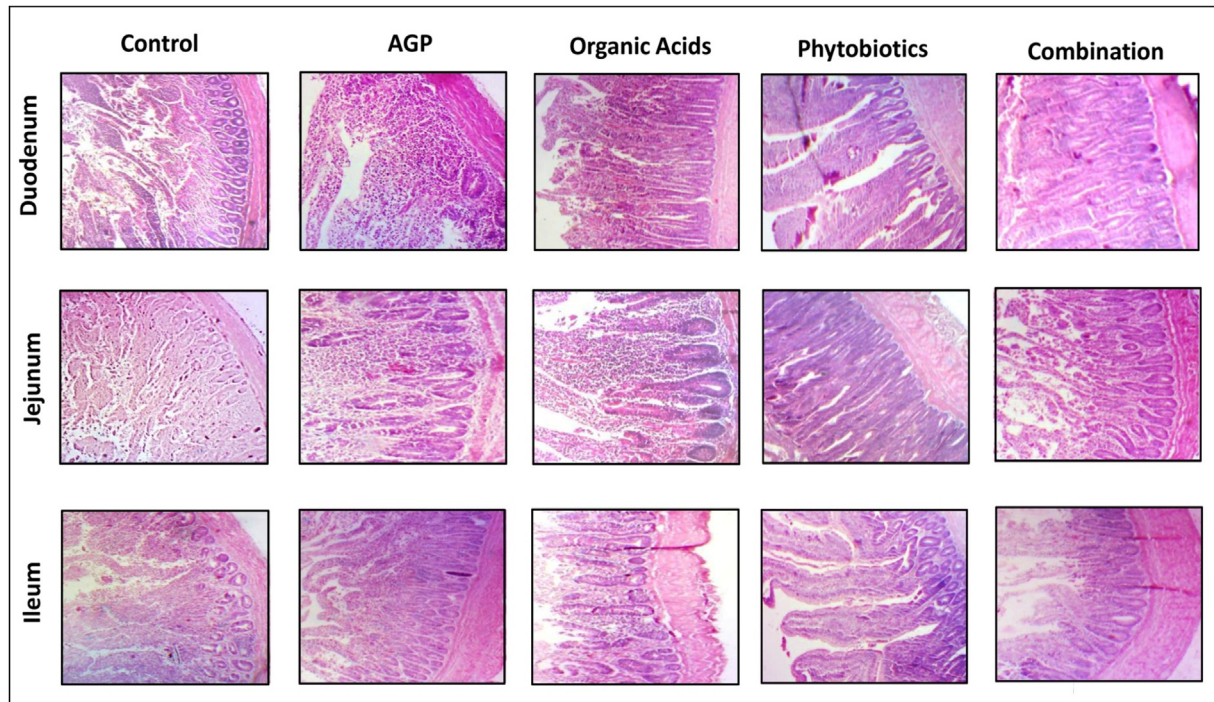 Control AGP Organic Acids Phytobiotics Combination
Duodenum
Jejunum
Ileum